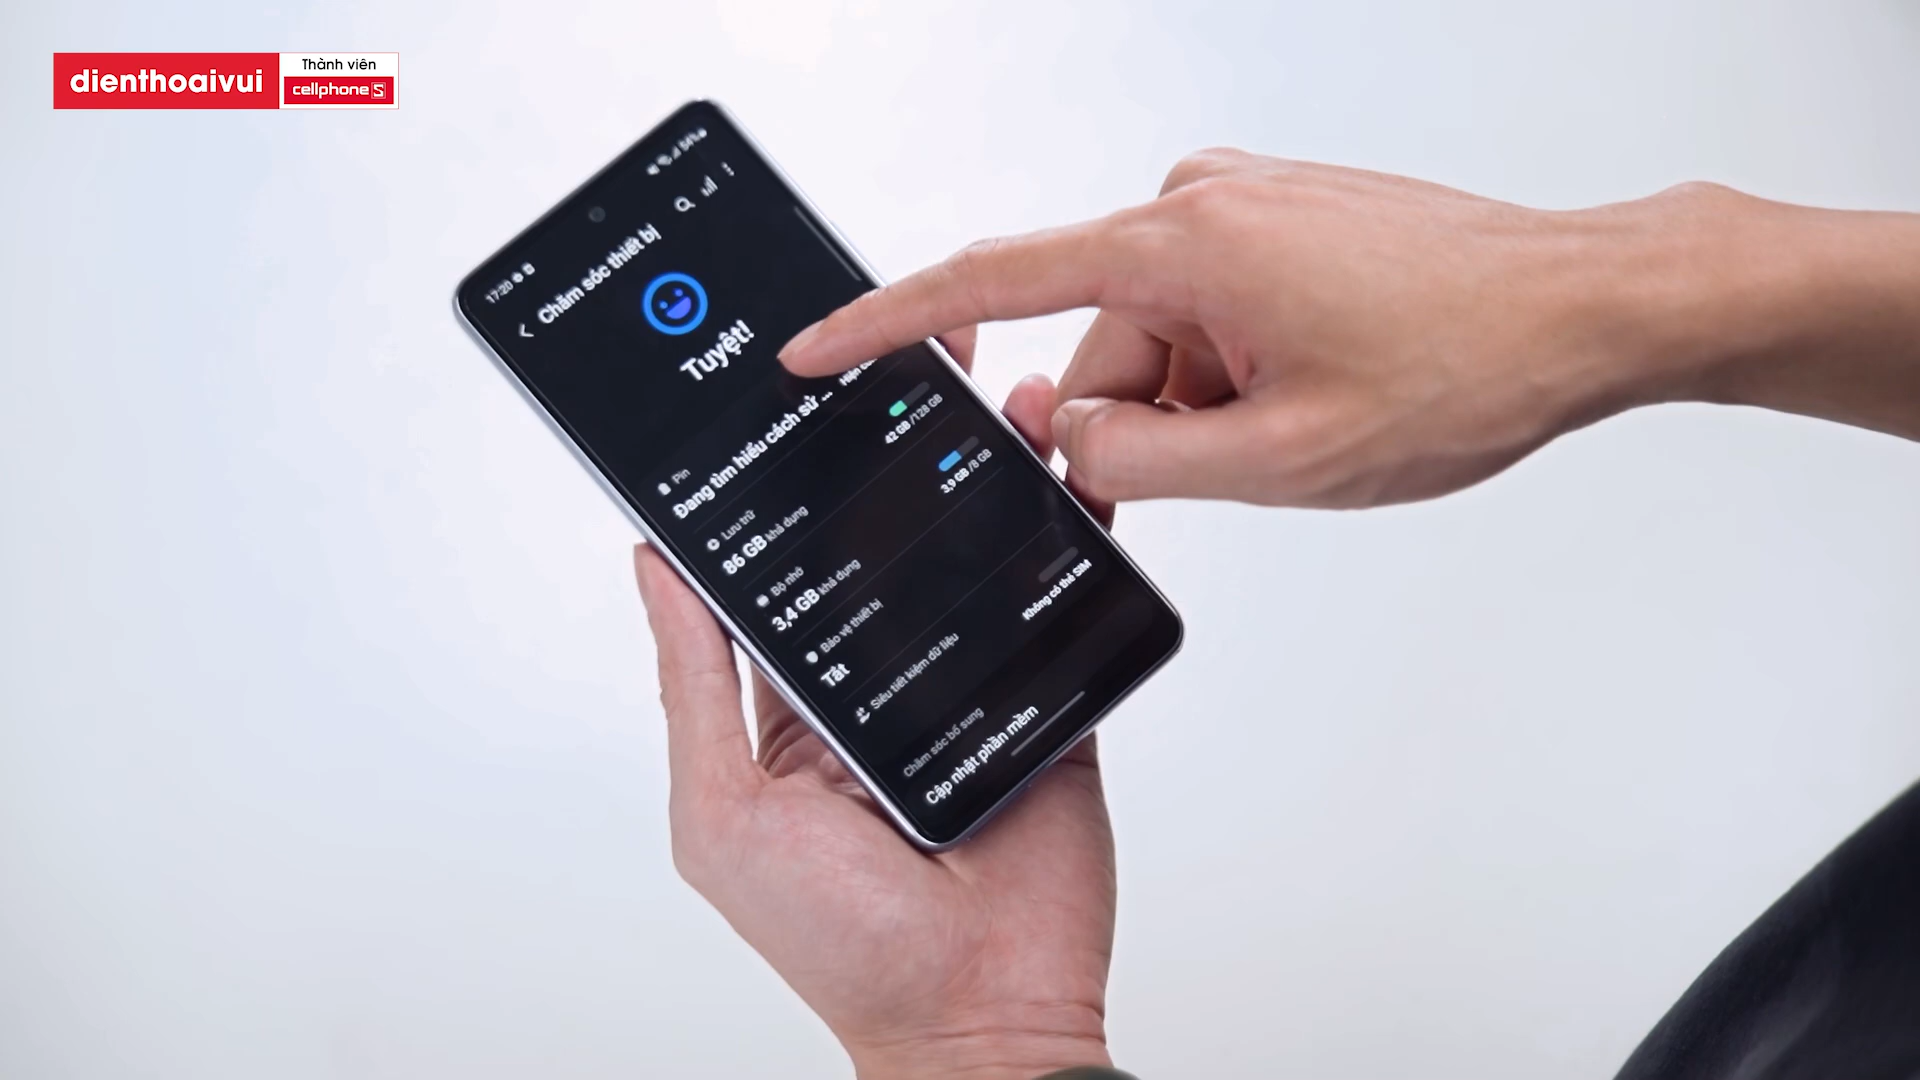 dienthoaivui
Thành viên
cellphoneS
17:20
84%
Chăm sóc thiết bị
Tuyệt!
Pin
Đang tìm hiểu cách sử ...
Hiện
Lưu trữ
86 GB khả dụng
42 GB /128 GB
Bộ nhớ
3,4 GB khả dụng
3,9 GB /8 GB
Bảo vệ thiết bị
Tắt
Siêu tiết kiệm dữ liệu
Không có thẻ SIM
Chăm sóc bổ sung
Cập nhật phần mềm